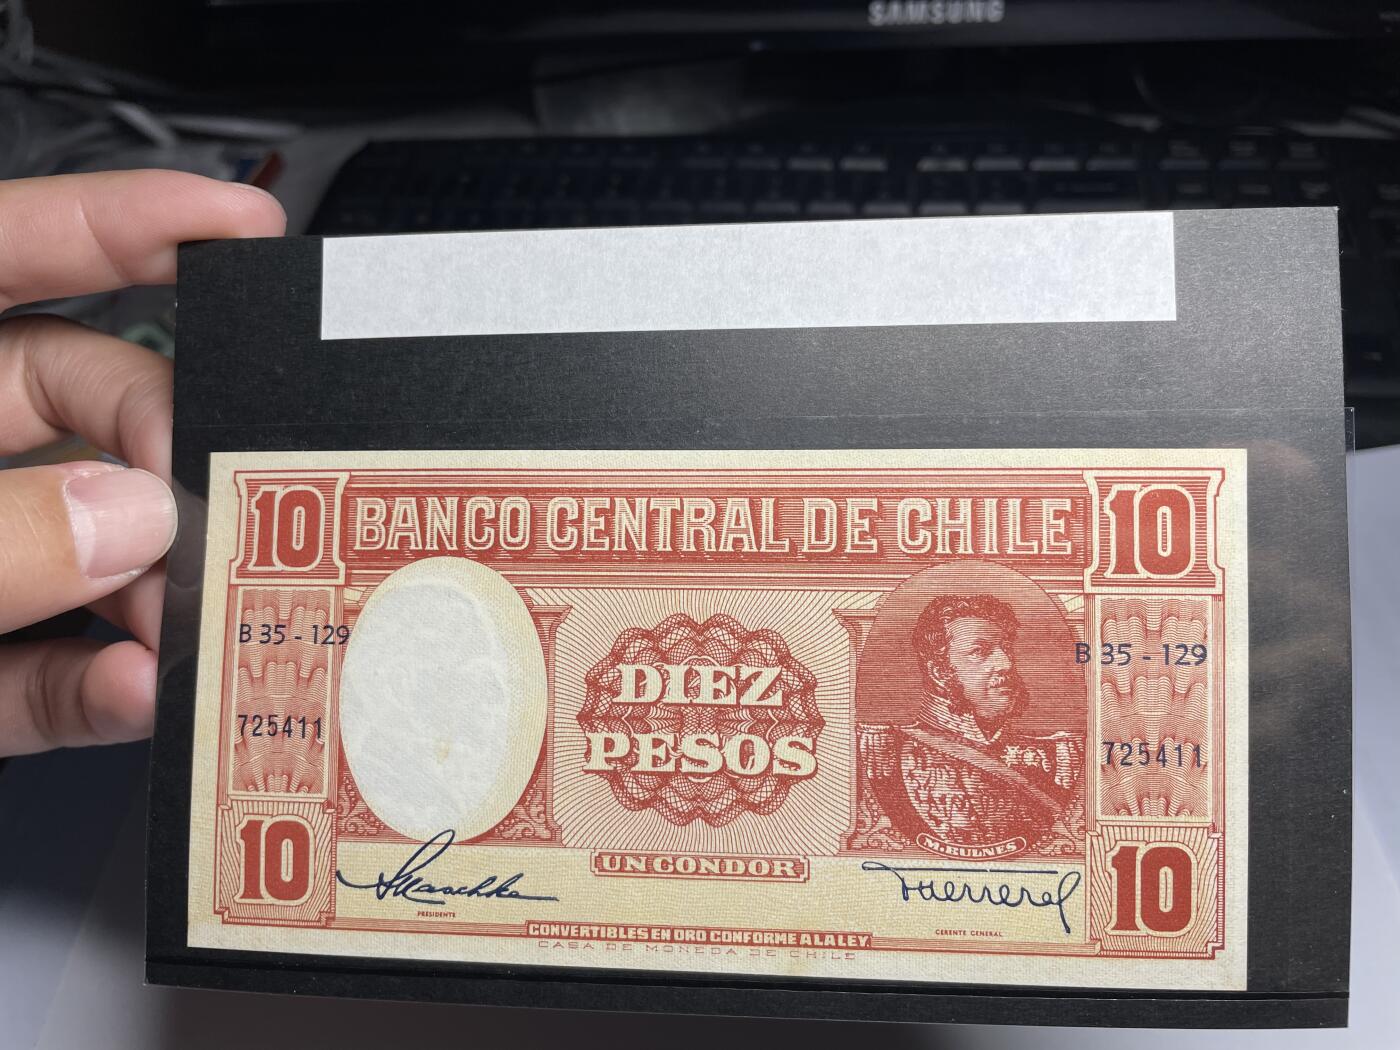 SAMSUNG
10 BANCO CENTRAL DE CHILE 10
B 35 - 129
B 35 - 129
DIEZ
PESOS
725411
725411
M. BULNES
10 UN CONDOR 10
PRESIDENTE
GERENTE GENERAL
CONVERTIBLES EN ORO CONFORME A LA LEY.
CASA DE MONEDA DE CHILE